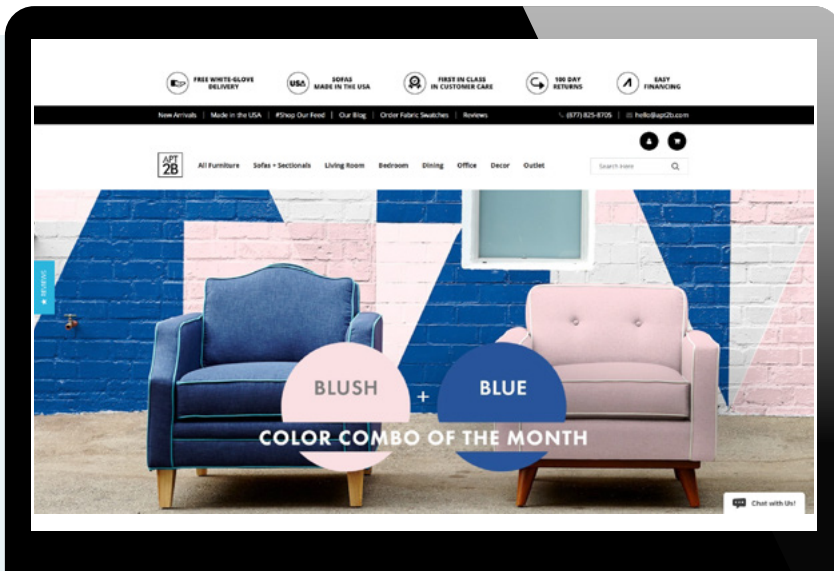 FREE WHITE-GLOVE
DELIVERY
USA
SOFAS
MADE IN THE USA
FIRST IN CLASS
IN CUSTOMER CARE
100 DAY
RETURNS
EASY
FINANCING
New Arrivals | Made in the USA | #Shop Our Feed | Our Blog | Order Fabric Swatches | Reviews
(877) 825-8705 | hello@apt2b.com
APT
2B
All Furniture Sofas + Sectionals Living Room Bedroom Dining Office Decor Outlet
Search more
★ REVIEWS
BLUSH + BLUE
COLOR COMBO OF THE MONTH
Chat with Us!